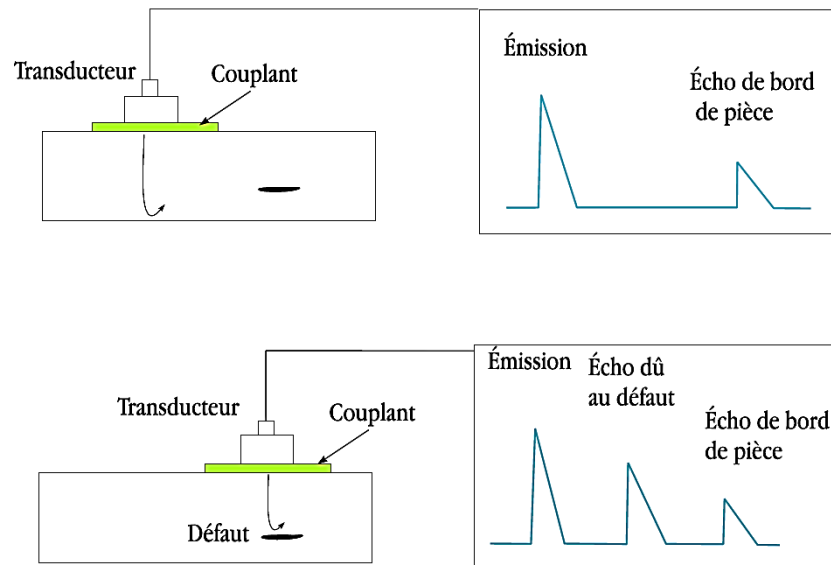 Émission
Transducteur
Couplant
Écho de bord
de pièce
Émission
Écho dû
au défaut
Transducteur
Couplant
Écho de bord
de pièce
Défaut